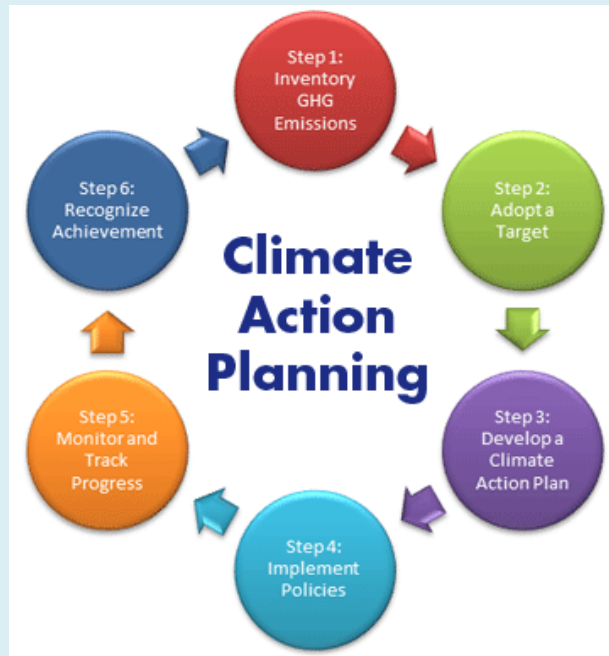 Step 1:
Inventory
GHG
Emissions
Step 2:
Adopt a
Target
Step 3:
Develop a
Climate
Action Plan
Step 4:
Implement
Policies
Step 5:
Monitor and
Track
Progress
Step 6:
Recognize
Achievement
Climate
Action
Planning